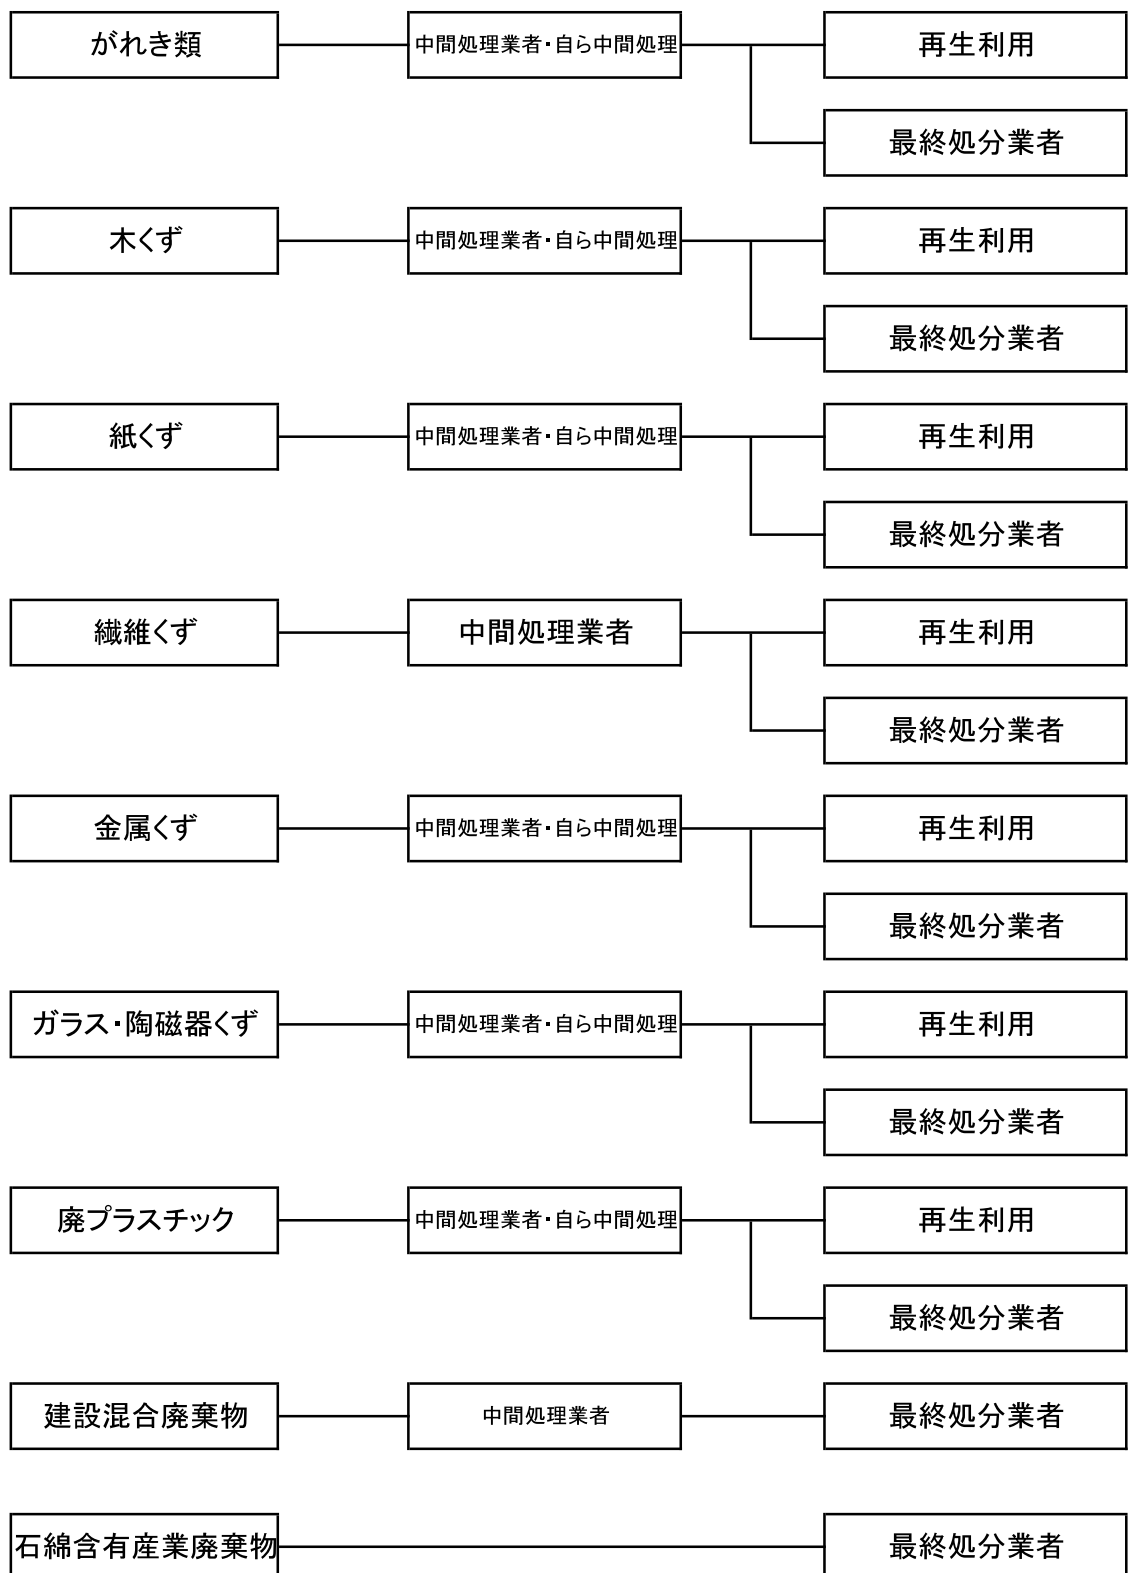 がれき類 中間処理業者・自ら中間処理 再生利用
最終処分業者
木くず 中間処理業者・自ら中間処理 再生利用
最終処分業者
紙くず 中間処理業者・自ら中間処理 再生利用
最終処分業者
繊維くず 中間処理業者 再生利用
最終処分業者
金属くず 中間処理業者・自ら中間処理 再生利用
最終処分業者
ガラス・陶磁器くず 中間処理業者・自ら中間処理 再生利用
最終処分業者
廃プラスチック 中間処理業者・自ら中間処理 再生利用
最終処分業者
建設混合廃棄物 中間処理業者 最終処分業者
石綿含有産業廃棄物 最終処分業者